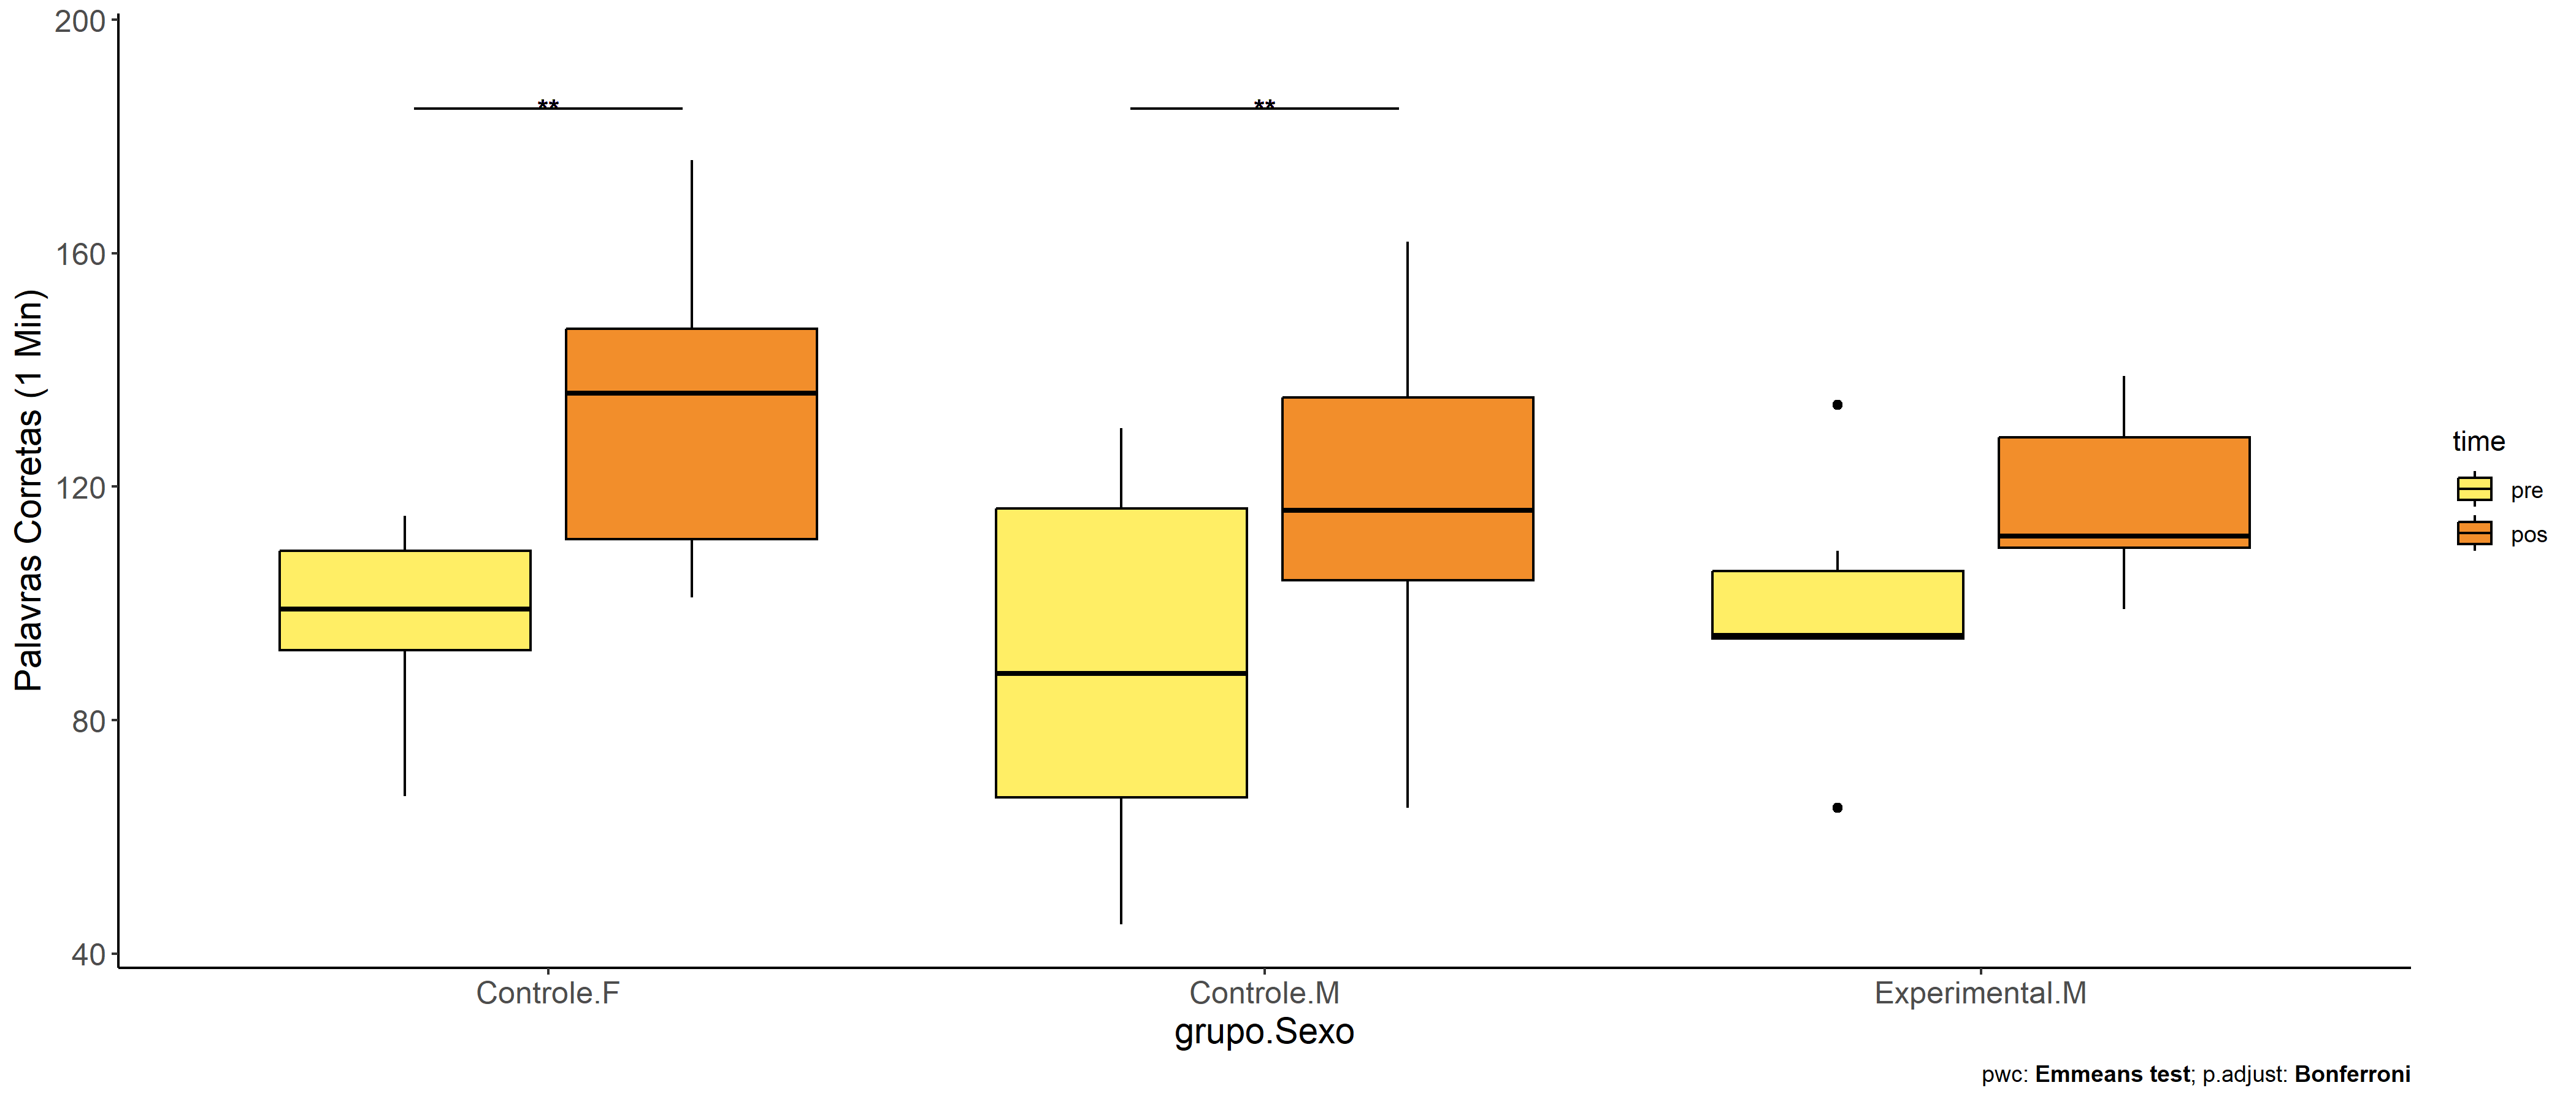 Palavras Corretas (1 Min)
200
160
120
80
40
**
**
Controle.F
Controle.M
Experimental.M
grupo.Sexo
time
pre
pos
pwc: Emmeans test; p.adjust: Bonferroni